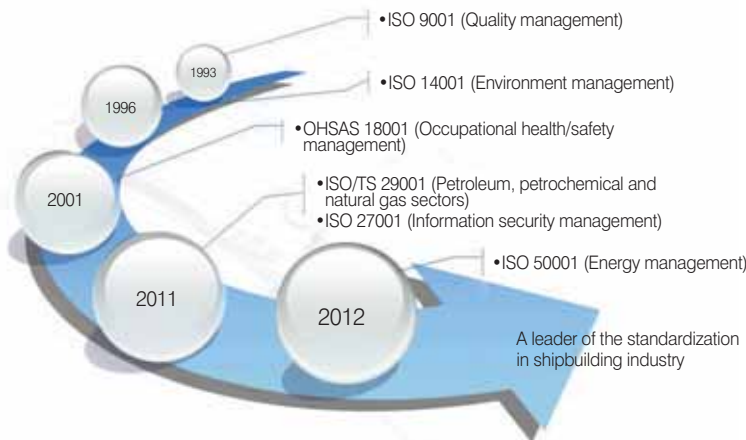 1993
•ISO 9001 (Quality management)
1996
•ISO 14001 (Environment management)
2001
•OHSAS 18001 (Occupational health/safety
management)
2011
•ISO/TS 29001 (Petroleum, petrochemical and
natural gas sectors)
•ISO 27001 (Information security management)
2012
•ISO 50001 (Energy management)
A leader of the standardization
in shipbuilding industry